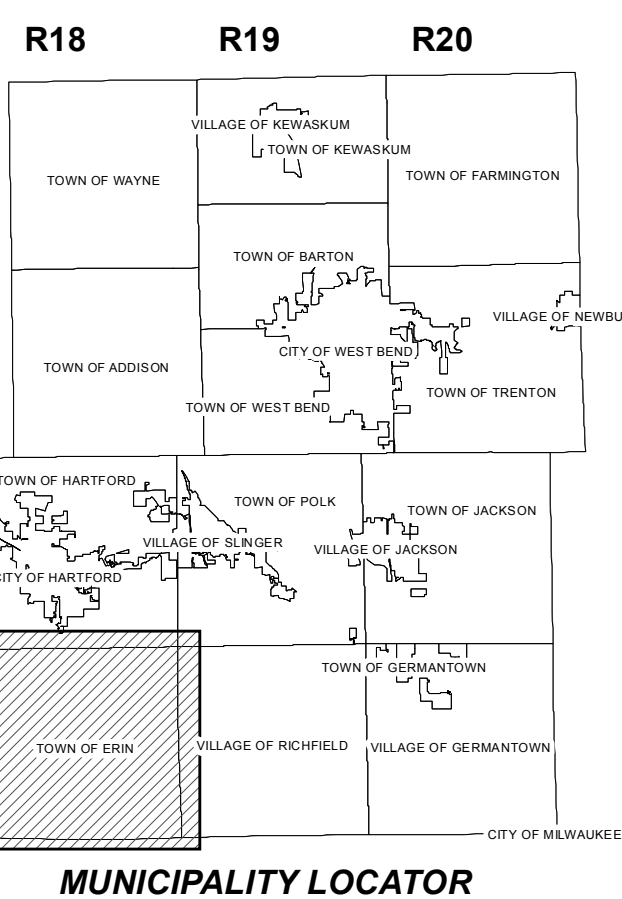 R18 R19 R20
VILLAGE OF KEWASKUM
TOWN OF KEWASKUM
TOWN OF WAYNE
TOWN OF FARMINGTON
TOWN OF BARTON
VILLAGE OF NEWBU
CITY OF WEST BEND
TOWN OF ADDISON
TOWN OF TRENTON
TOWN OF WEST BEND
TOWN OF HARTFORD
TOWN OF POLK
TOWN OF JACKSON
VILLAGE OF SLINGER
VILLAGE OF JACKSON
CITY OF HARTFORD
TOWN OF GERMANTOWN
TOWN OF ERIN
VILLAGE OF RICHFIELD
VILLAGE OF GERMANTOWN
CITY OF MILWAUKEE
MUNICIPALITY LOCATOR